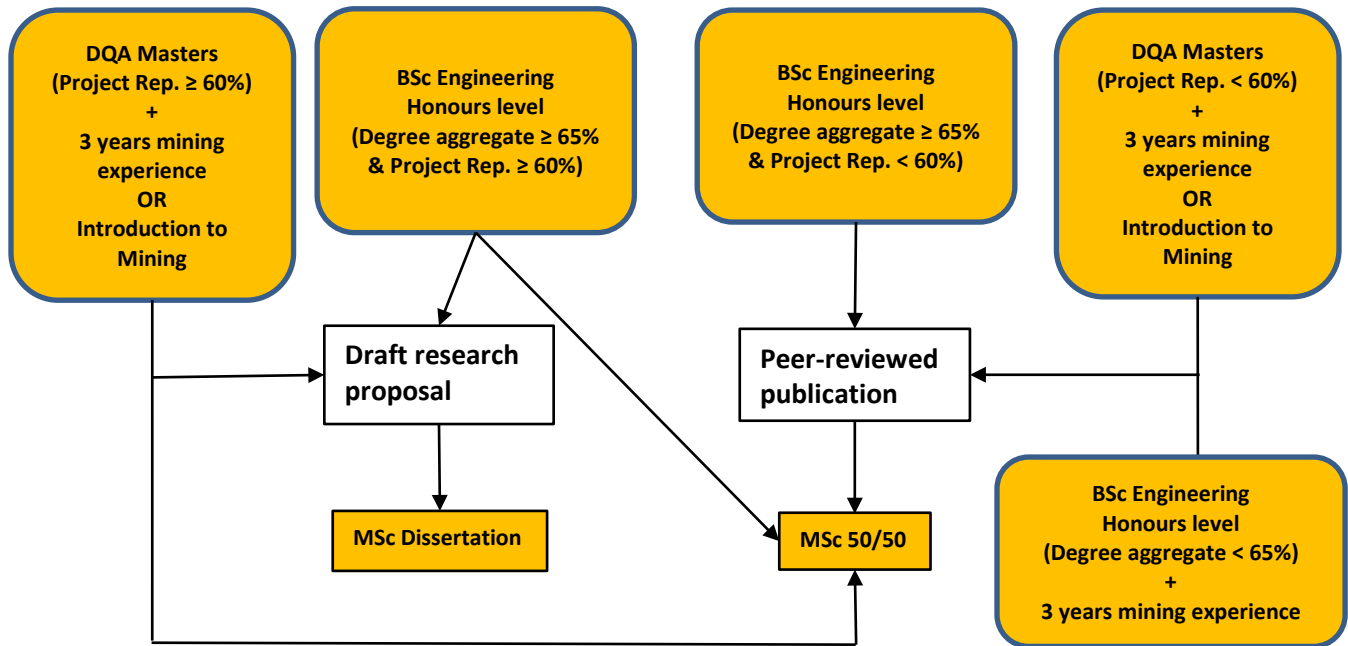 DQA Masters
(Project Rep. ≥ 60%)
+
3 years mining
experience
OR
Introduction to
Mining
BSc Engineering
Honours level
(Degree aggregate ≥ 65%
& Project Rep. ≥ 60%)
BSc Engineering
Honours level
(Degree aggregate ≥ 65%
& Project Rep. < 60%)
DQA Masters
(Project Rep. < 60%)
+
3 years mining
experience
OR
Introduction to
Mining
Draft research
proposal
Peer-reviewed
publication
MSc Dissertation
MSc 50/50
BSc Engineering
Honours level
(Degree aggregate < 65%)
+
3 years mining experience